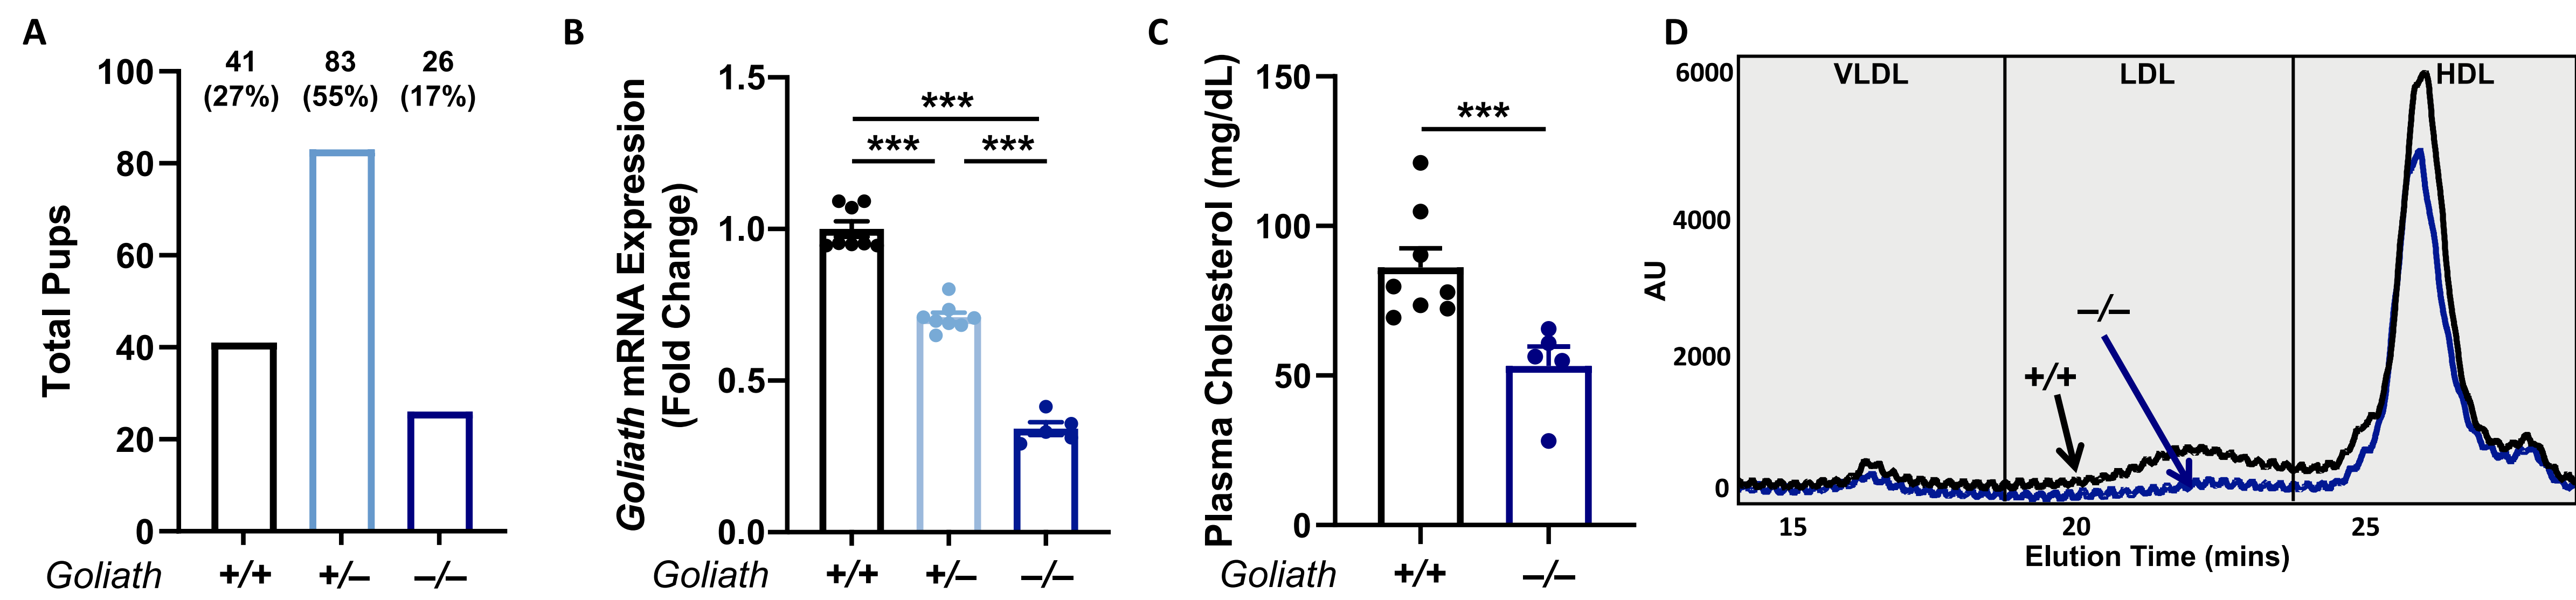 A
41 83 26
(27%) (55%) (17%)
100
80
60
40
20
0
Total Pups
Goliath +/+ +/– –/–
B
1.5
1.0
0.5
0.0
Goliath mRNA Expression
(Fold Change)
***
*** ***
Goliath +/+ +/– –/–
C
150
100
50
0
Plasma Cholesterol (mg/dL)
***
Goliath +/+ –/–
D
VLDL LDL HDL
6000
4000
2000
0
AU
–/–
+/+
15 20 25
Elution Time (mins)